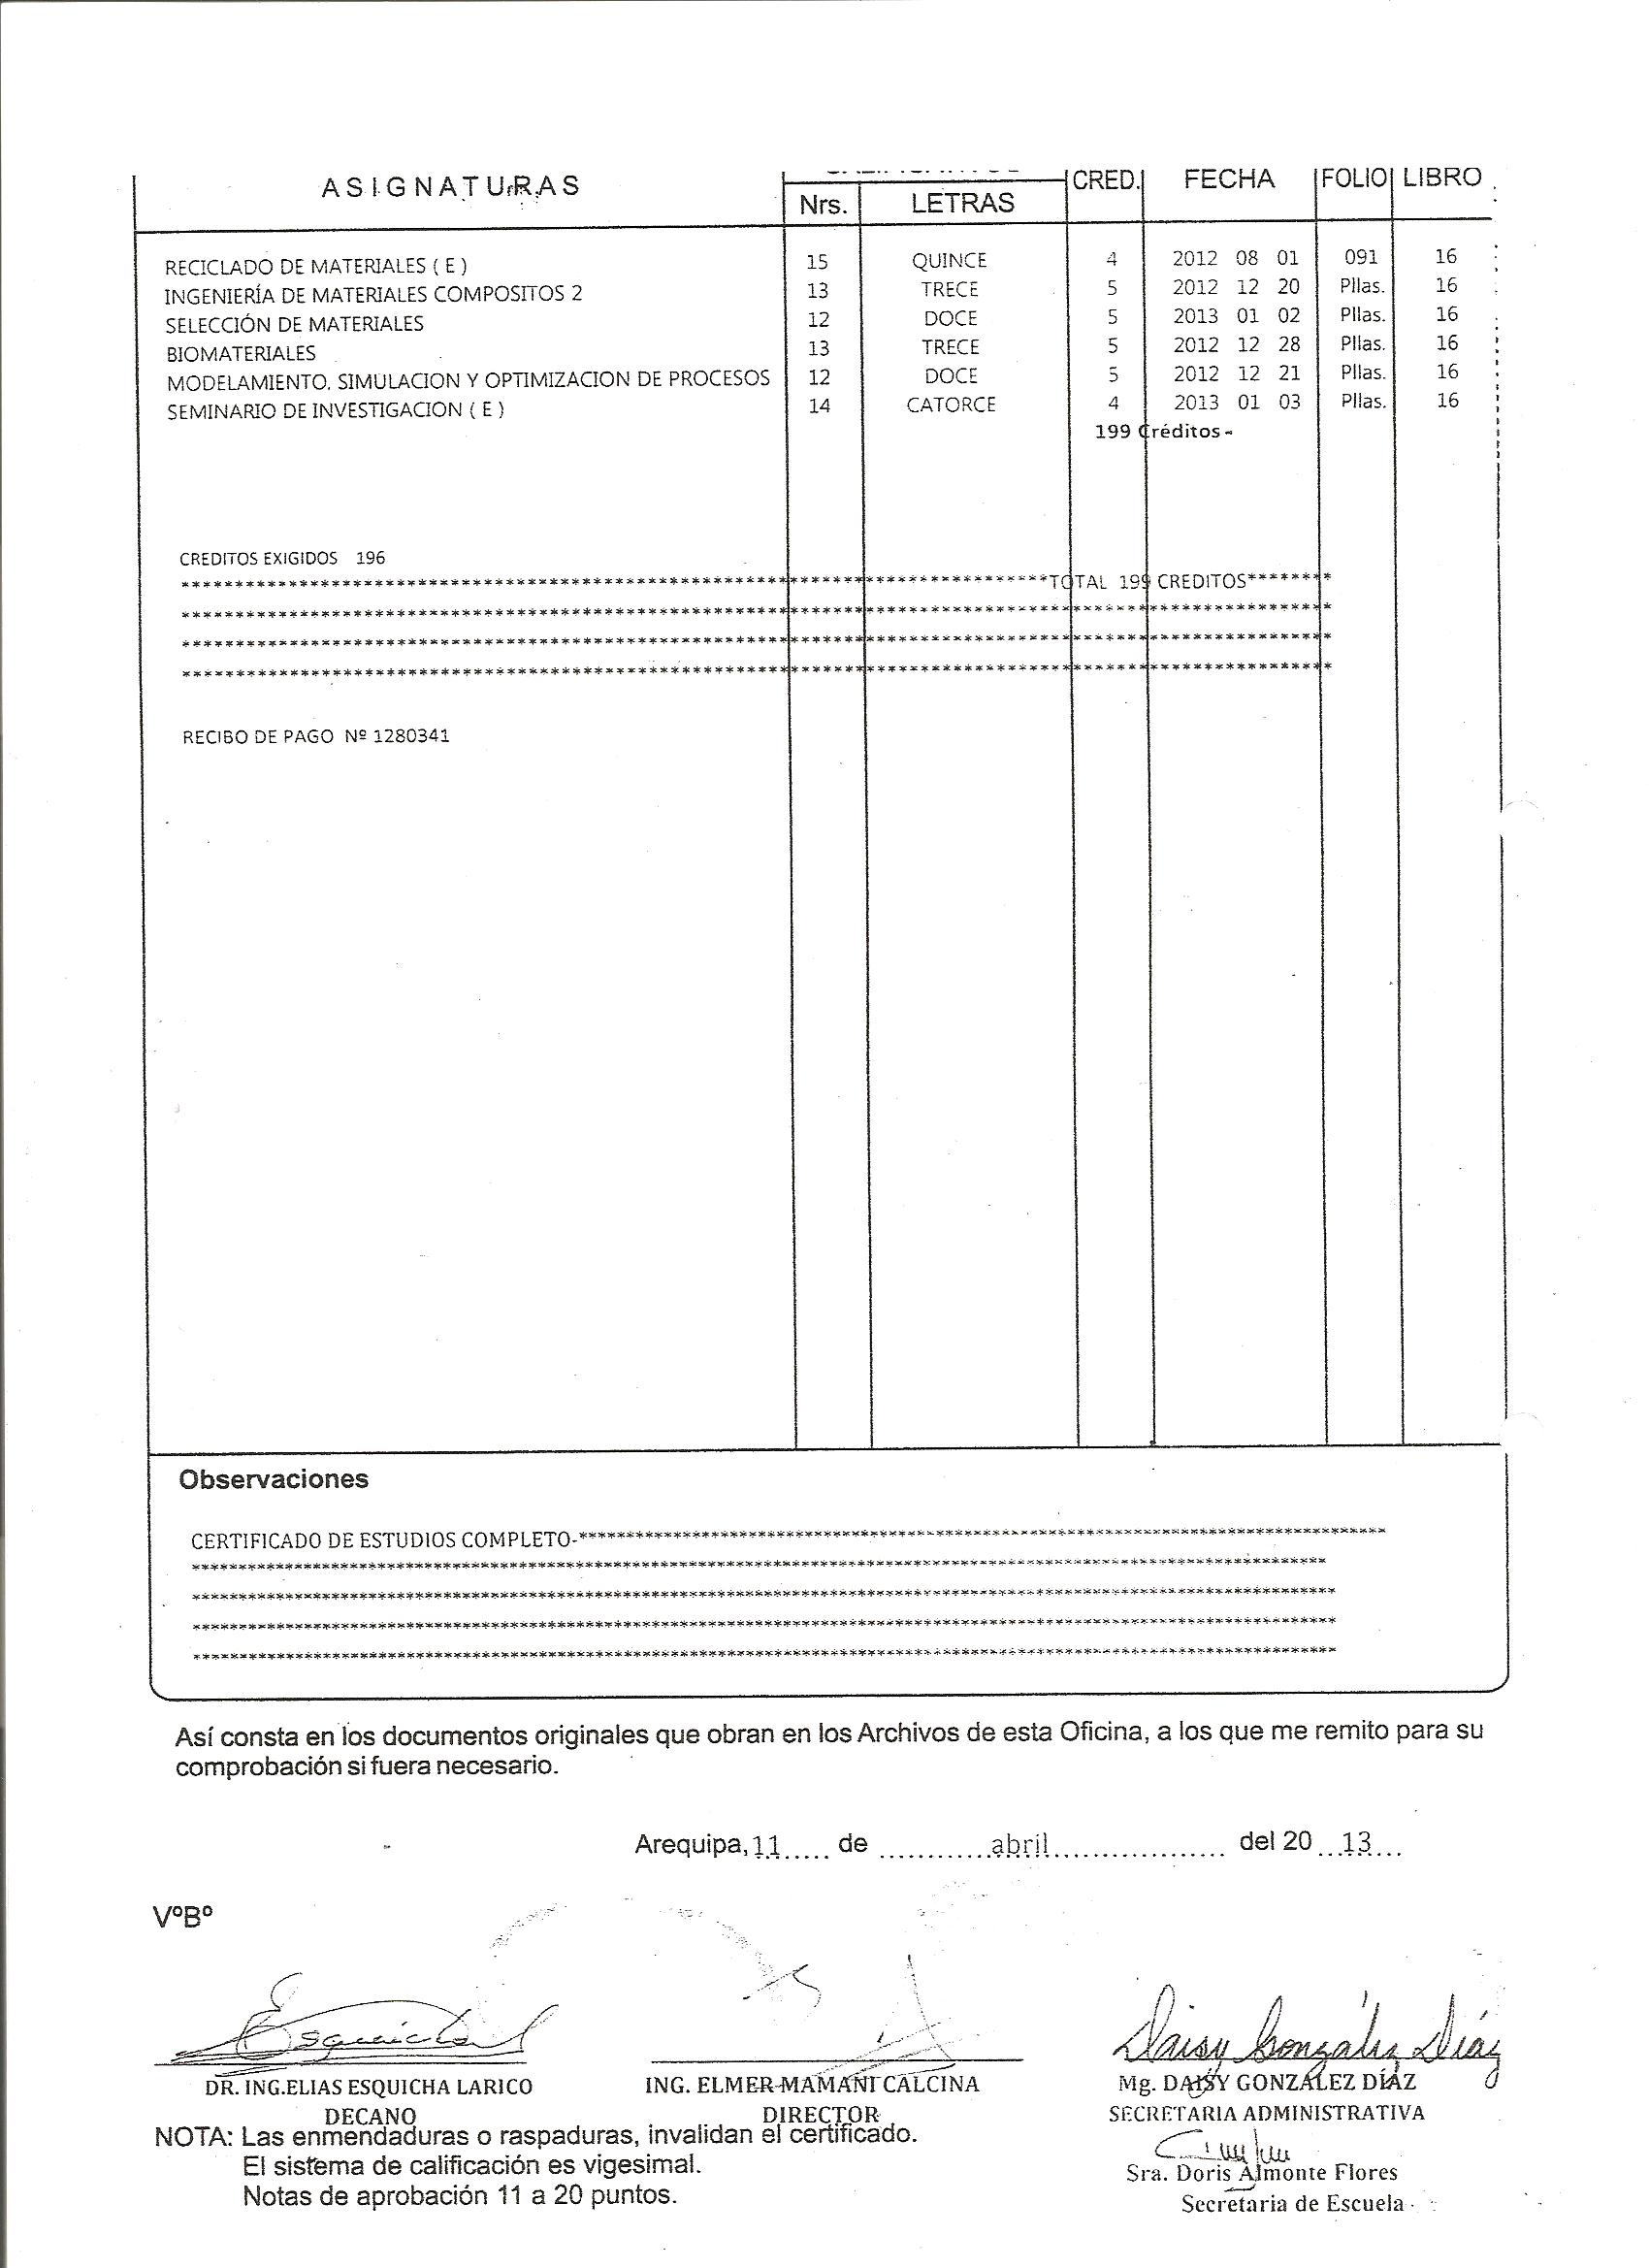 ASIGNATURAS Nrs. LETRAS CRED. FECHA FOLIO LIBRO
RECICLADO DE MATERIALES ( E ) 15 QUINCE 4 2012 08 01 091 16
INGENIERÍA DE MATERIALES COMPOSITOS 2 13 TRECE 5 2012 12 20 Pllas. 16
SELECCIÓN DE MATERIALES 12 DOCE 5 2013 01 02 Pllas. 16
BIOMATERIALES 13 TRECE 5 2012 12 28 Pllas. 16
MODELAMIENTO, SIMULACION Y OPTIMIZACION DE PROCESOS 12 DOCE 5 2012 12 21 Pllas. 16
SEMINARIO DE INVESTIGACION ( E ) 14 CATORCE 4 2013 01 03 Pllas. 16
199 Créditos-
CREDITOS EXIGIDOS 196
TOTAL 199 CREDITOS
RECIBO DE PAGO Nº 1280341
Observaciones
CERTIFICADO DE ESTUDIOS COMPLETO-
Así consta en los documentos originales que obran en los Archivos de esta Oficina, a los que me remito para su
comprobación si fuera necesario.
Arequipa, 11 de abril del 20 13
VºBº
Esquicha
Daisy González Díaz
DR. ING.ELIAS ESQUICHA LARICO ING. ELMER MAMANI CALCINA Mg. DAISY GONZÁLEZ DÍAZ
DECANO DIRECTOR SECRETARIA ADMINISTRATIVA
NOTA: Las enmendaduras o raspaduras, invalidan el certificado.
El sistema de calificación es vigesimal.
Notas de aprobación 11 a 20 puntos.
Sra. Doris Almonte Flores
Secretaria de Escuela